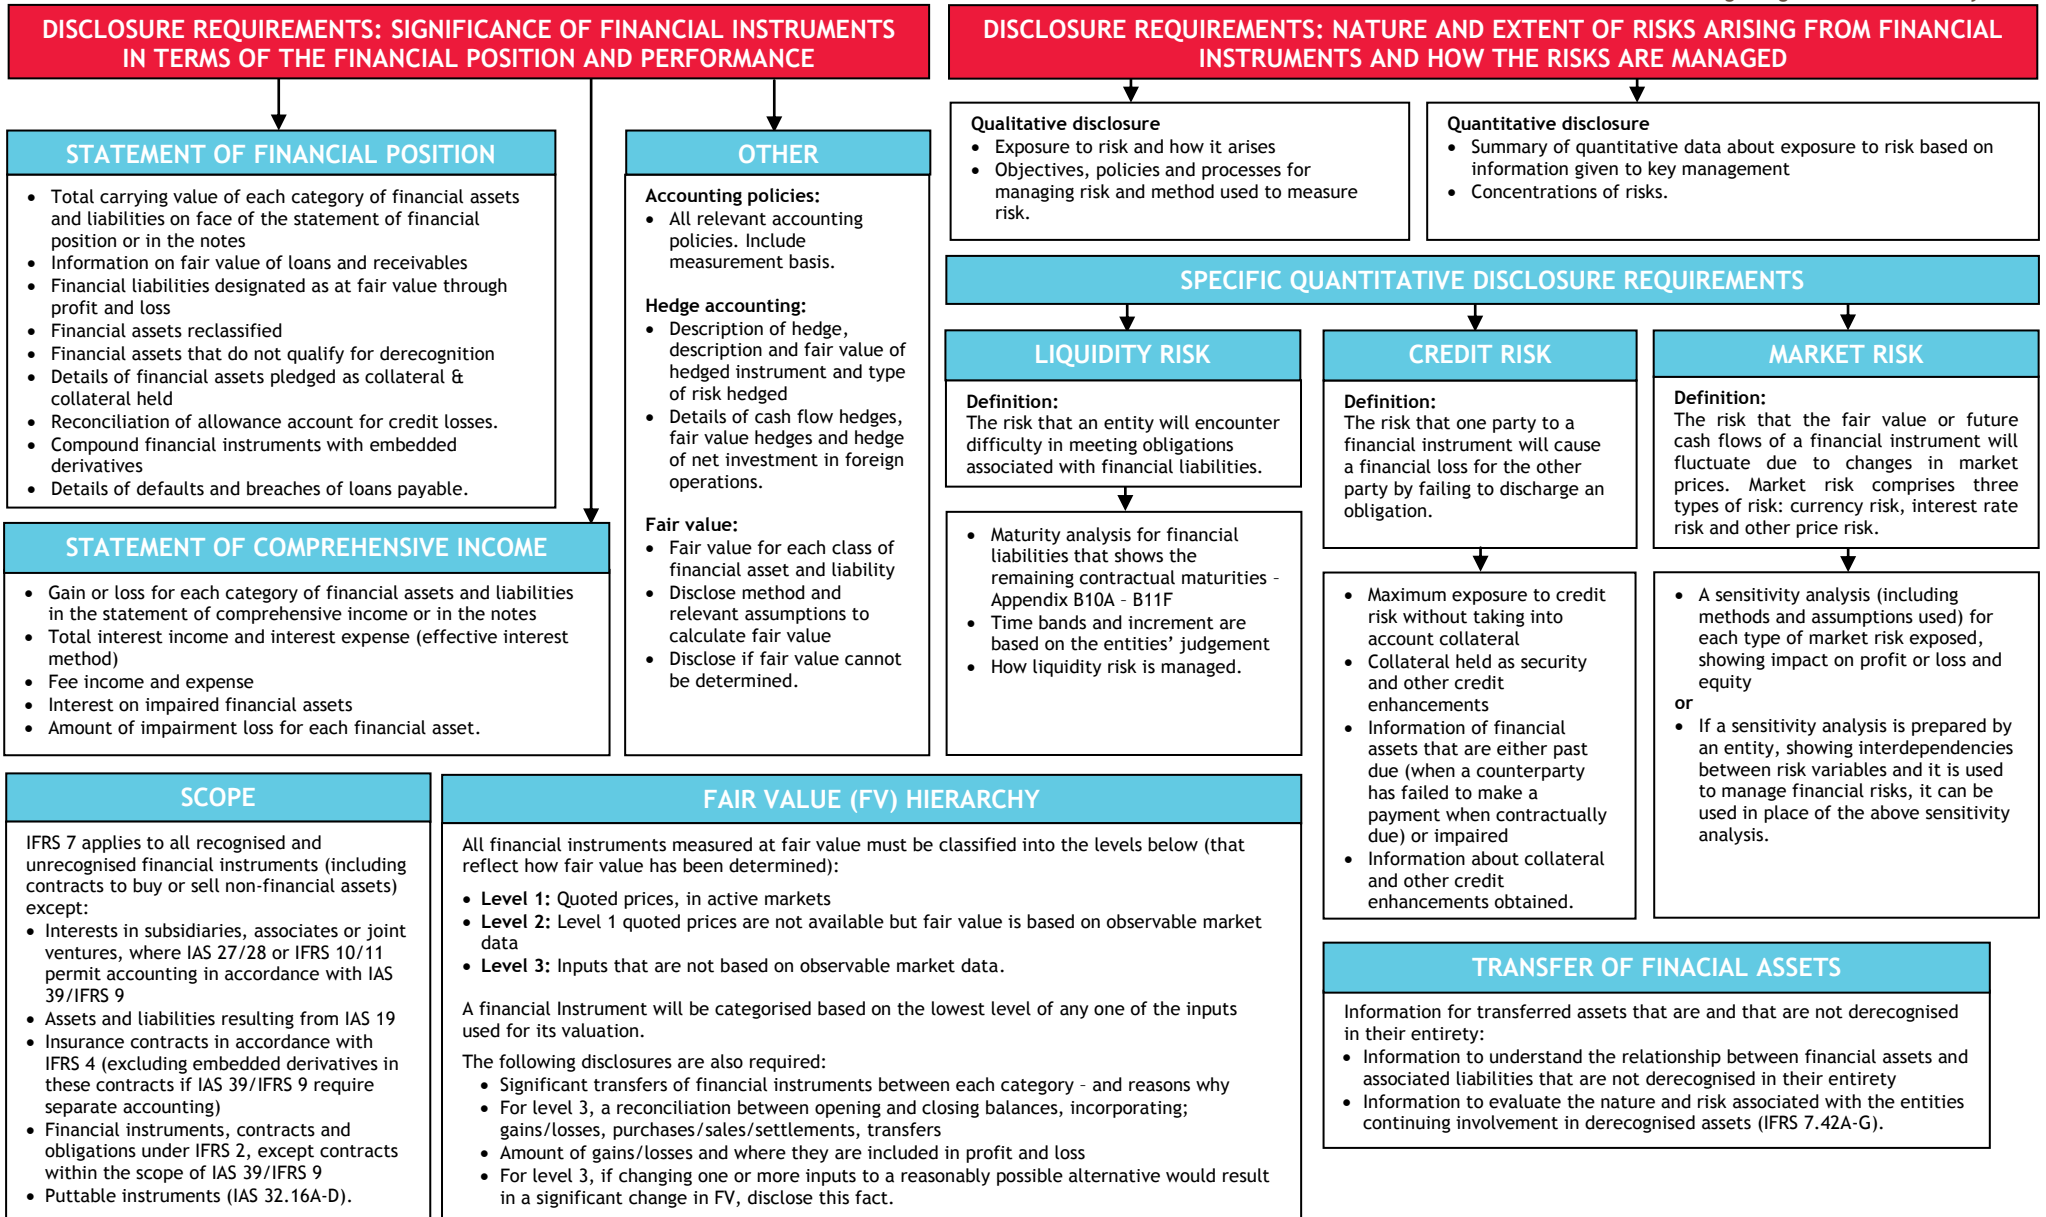 DISCLOSURE REQUIREMENTS: SIGNIFICANCE OF FINANCIAL INSTRUMENTS
IN TERMS OF THE FINANCIAL POSITION AND PERFORMANCE
STATEMENT OF FINANCIAL POSITION
• Total carrying value of each category of financial assets
and liabilities on face of the statement of financial
position or in the notes
• Information on fair value of loans and receivables
• Financial liabilities designated as at fair value through
profit and loss
• Financial assets reclassified
• Financial assets that do not qualify for derecognition
• Details of financial assets pledged as collateral &
collateral held
• Reconciliation of allowance account for credit losses.
• Compound financial instruments with embedded
derivatives
• Details of defaults and breaches of loans payable.
STATEMENT OF COMPREHENSIVE INCOME
• Gain or loss for each category of financial assets and liabilities
in the statement of comprehensive income or in the notes
• Total interest income and interest expense (effective interest
method)
• Fee income and expense
• Interest on impaired financial assets
• Amount of impairment loss for each financial asset.
OTHER
Accounting policies:
• All relevant accounting
policies. Include
measurement basis.
Hedge accounting:
• Description of hedge,
description and fair value of
hedged instrument and type
of risk hedged
• Details of cash flow hedges,
fair value hedges and hedge
of net investment in foreign
operations.
Fair value:
• Fair value for each class of
financial asset and liability
• Disclose method and
relevant assumptions to
calculate fair value
• Disclose if fair value cannot
be determined.
DISCLOSURE REQUIREMENTS: NATURE AND EXTENT OF RISKS ARISING FROM FINANCIAL
INSTRUMENTS AND HOW THE RISKS ARE MANAGED
Qualitative disclosure
• Exposure to risk and how it arises
• Objectives, policies and processes for
managing risk and method used to measure
risk.
Quantitative disclosure
• Summary of quantitative data about exposure to risk based on
information given to key management
• Concentrations of risks.
SPECIFIC QUANTITATIVE DISCLOSURE REQUIREMENTS
LIQUIDITY RISK
Definition:
The risk that an entity will encounter
difficulty in meeting obligations
associated with financial liabilities.
• Maturity analysis for financial
liabilities that shows the
remaining contractual maturities –
Appendix B10A – B11F
• Time bands and increment are
based on the entities’ judgement
• How liquidity risk is managed.
CREDIT RISK
Definition:
The risk that one party to a
financial instrument will cause
a financial loss for the other
party by failing to discharge an
obligation.
• Maximum exposure to credit
risk without taking into
account collateral
• Collateral held as security
and other credit
enhancements
• Information of financial
assets that are either past
due (when a counterparty
has failed to make a
payment when contractually
due) or impaired
• Information about collateral
and other credit
enhancements obtained.
MARKET RISK
Definition:
The risk that the fair value or future
cash flows of a financial instrument will
fluctuate due to changes in market
prices. Market risk comprises three
types of risk: currency risk, interest rate
risk and other price risk.
• A sensitivity analysis (including
methods and assumptions used) for
each type of market risk exposed,
showing impact on profit or loss and
equity
or
• If a sensitivity analysis is prepared by
an entity, showing interdependencies
between risk variables and it is used
to manage financial risks, it can be
used in place of the above sensitivity
analysis.
SCOPE
IFRS 7 applies to all recognised and
unrecognised financial instruments (including
contracts to buy or sell non-financial assets)
except:
• Interests in subsidiaries, associates or joint
ventures, where IAS 27/28 or IFRS 10/11
permit accounting in accordance with IAS
39/IFRS 9
• Assets and liabilities resulting from IAS 19
• Insurance contracts in accordance with
IFRS 4 (excluding embedded derivatives in
these contracts if IAS 39/IFRS 9 require
separate accounting)
• Financial instruments, contracts and
obligations under IFRS 2, except contracts
within the scope of IAS 39/IFRS 9
• Puttable instruments (IAS 32.16A-D).
FAIR VALUE (FV) HIERARCHY
All financial instruments measured at fair value must be classified into the levels below (that
reflect how fair value has been determined):
• Level 1: Quoted prices, in active markets
• Level 2: Level 1 quoted prices are not available but fair value is based on observable market
data
• Level 3: Inputs that are not based on observable market data.
A financial Instrument will be categorised based on the lowest level of any one of the inputs
used for its valuation.
The following disclosures are also required:
• Significant transfers of financial instruments between each category – and reasons why
• For level 3, a reconciliation between opening and closing balances, incorporating;
gains/losses, purchases/sales/settlements, transfers
• Amount of gains/losses and where they are included in profit and loss
• For level 3, if changing one or more inputs to a reasonably possible alternative would result
in a significant change in FV, disclose this fact.
TRANSFER OF FINACIAL ASSETS
Information for transferred assets that are and that are not derecognised
in their entirety:
• Information to understand the relationship between financial assets and
associated liabilities that are not derecognised in their entirety
• Information to evaluate the nature and risk associated with the entities
continuing involvement in derecognised assets (IFRS 7.42A-G).